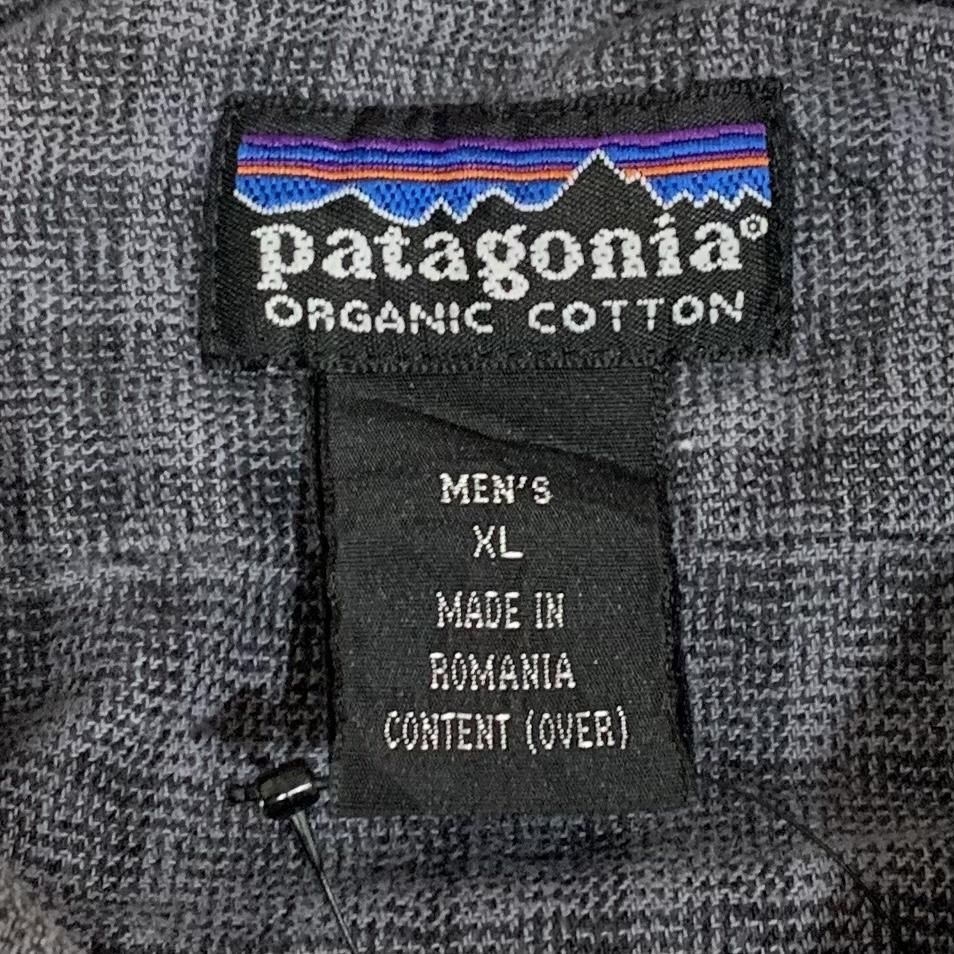 patagonia®
ORGANIC COTTON
MEN'S
XL
MADE IN
ROMANIA
CONTENT (OVER)